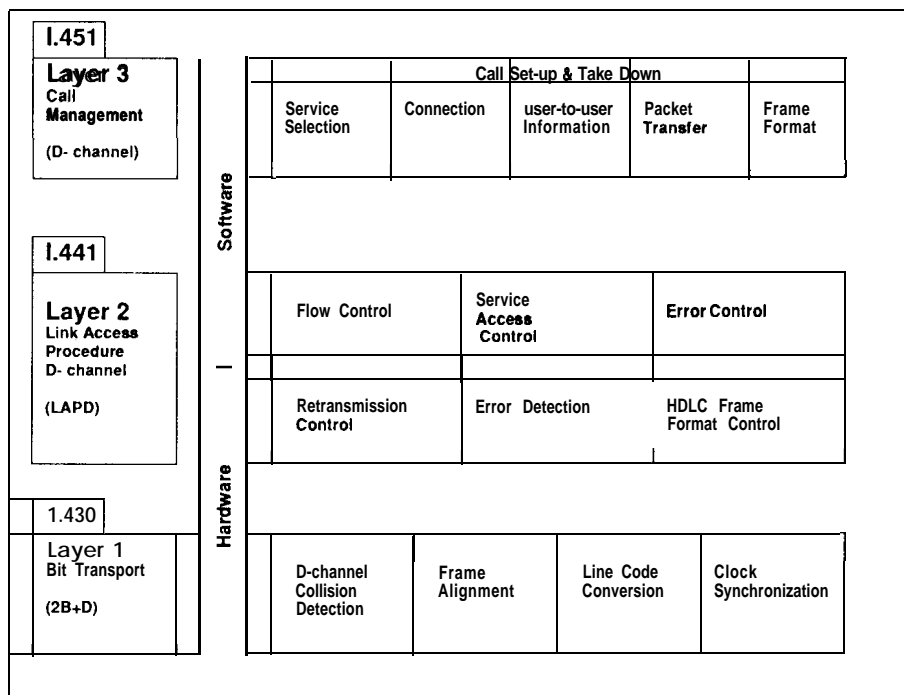 I.451
Layer 3
Call
Management
(D- channel)
Call Set-up & Take Down
Service
Selection
Connection
user-to-user
Information
Packet
Transfer
Frame
Format
Software
I.441
Layer 2
Link Access
Procedure
D- channel
(LAPD)
Flow Control
Service
Access
Control
Error Control
Retransmission
Control
Error Detection
HDLC Frame
Format Control
Hardware
1.430
Layer 1
Bit Transport
(2B+D)
D-channel
Collision
Detection
Frame
Alignment
Line Code
Conversion
Clock
Synchronization